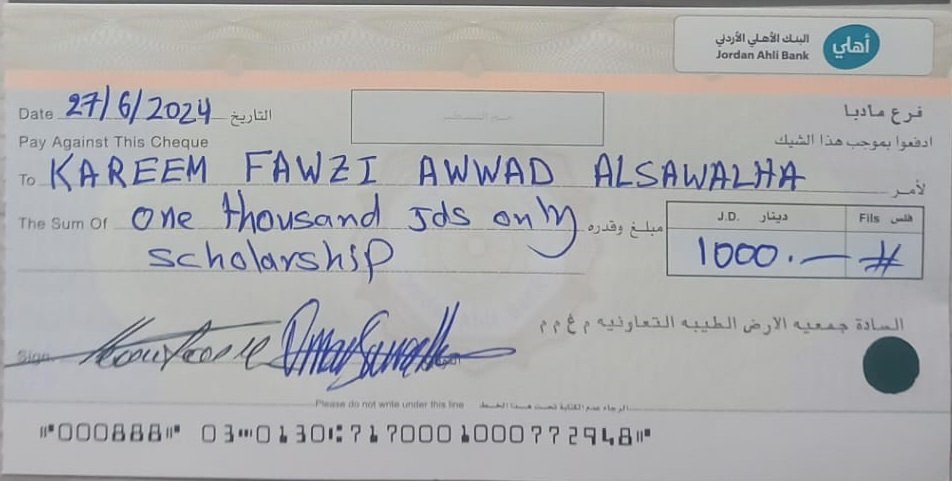 البنك الأهلي الأردني
Jordan Ahli Bank
أهلي
Date 27/6/2024 التاريخ
فرع مادبا
Pay Against This Cheque ادفعوا بموجب هذا الشيك
To KAREEM FAWZI AWWAD ALSAWALHA لأمر
The Sum Of One thousand Jds only مبلغ وقدره
J.D. دينار Fils فلس
scholarship
1000.— #
السادة جمعيه الارض الطيبه التعاونيه م غ م م
Sign.
Please do not write under this line الرجاء عدم الكتابة تحت هذا الخط
⑈000888⑈ 03⑉0130⑆7170001000772948⑈